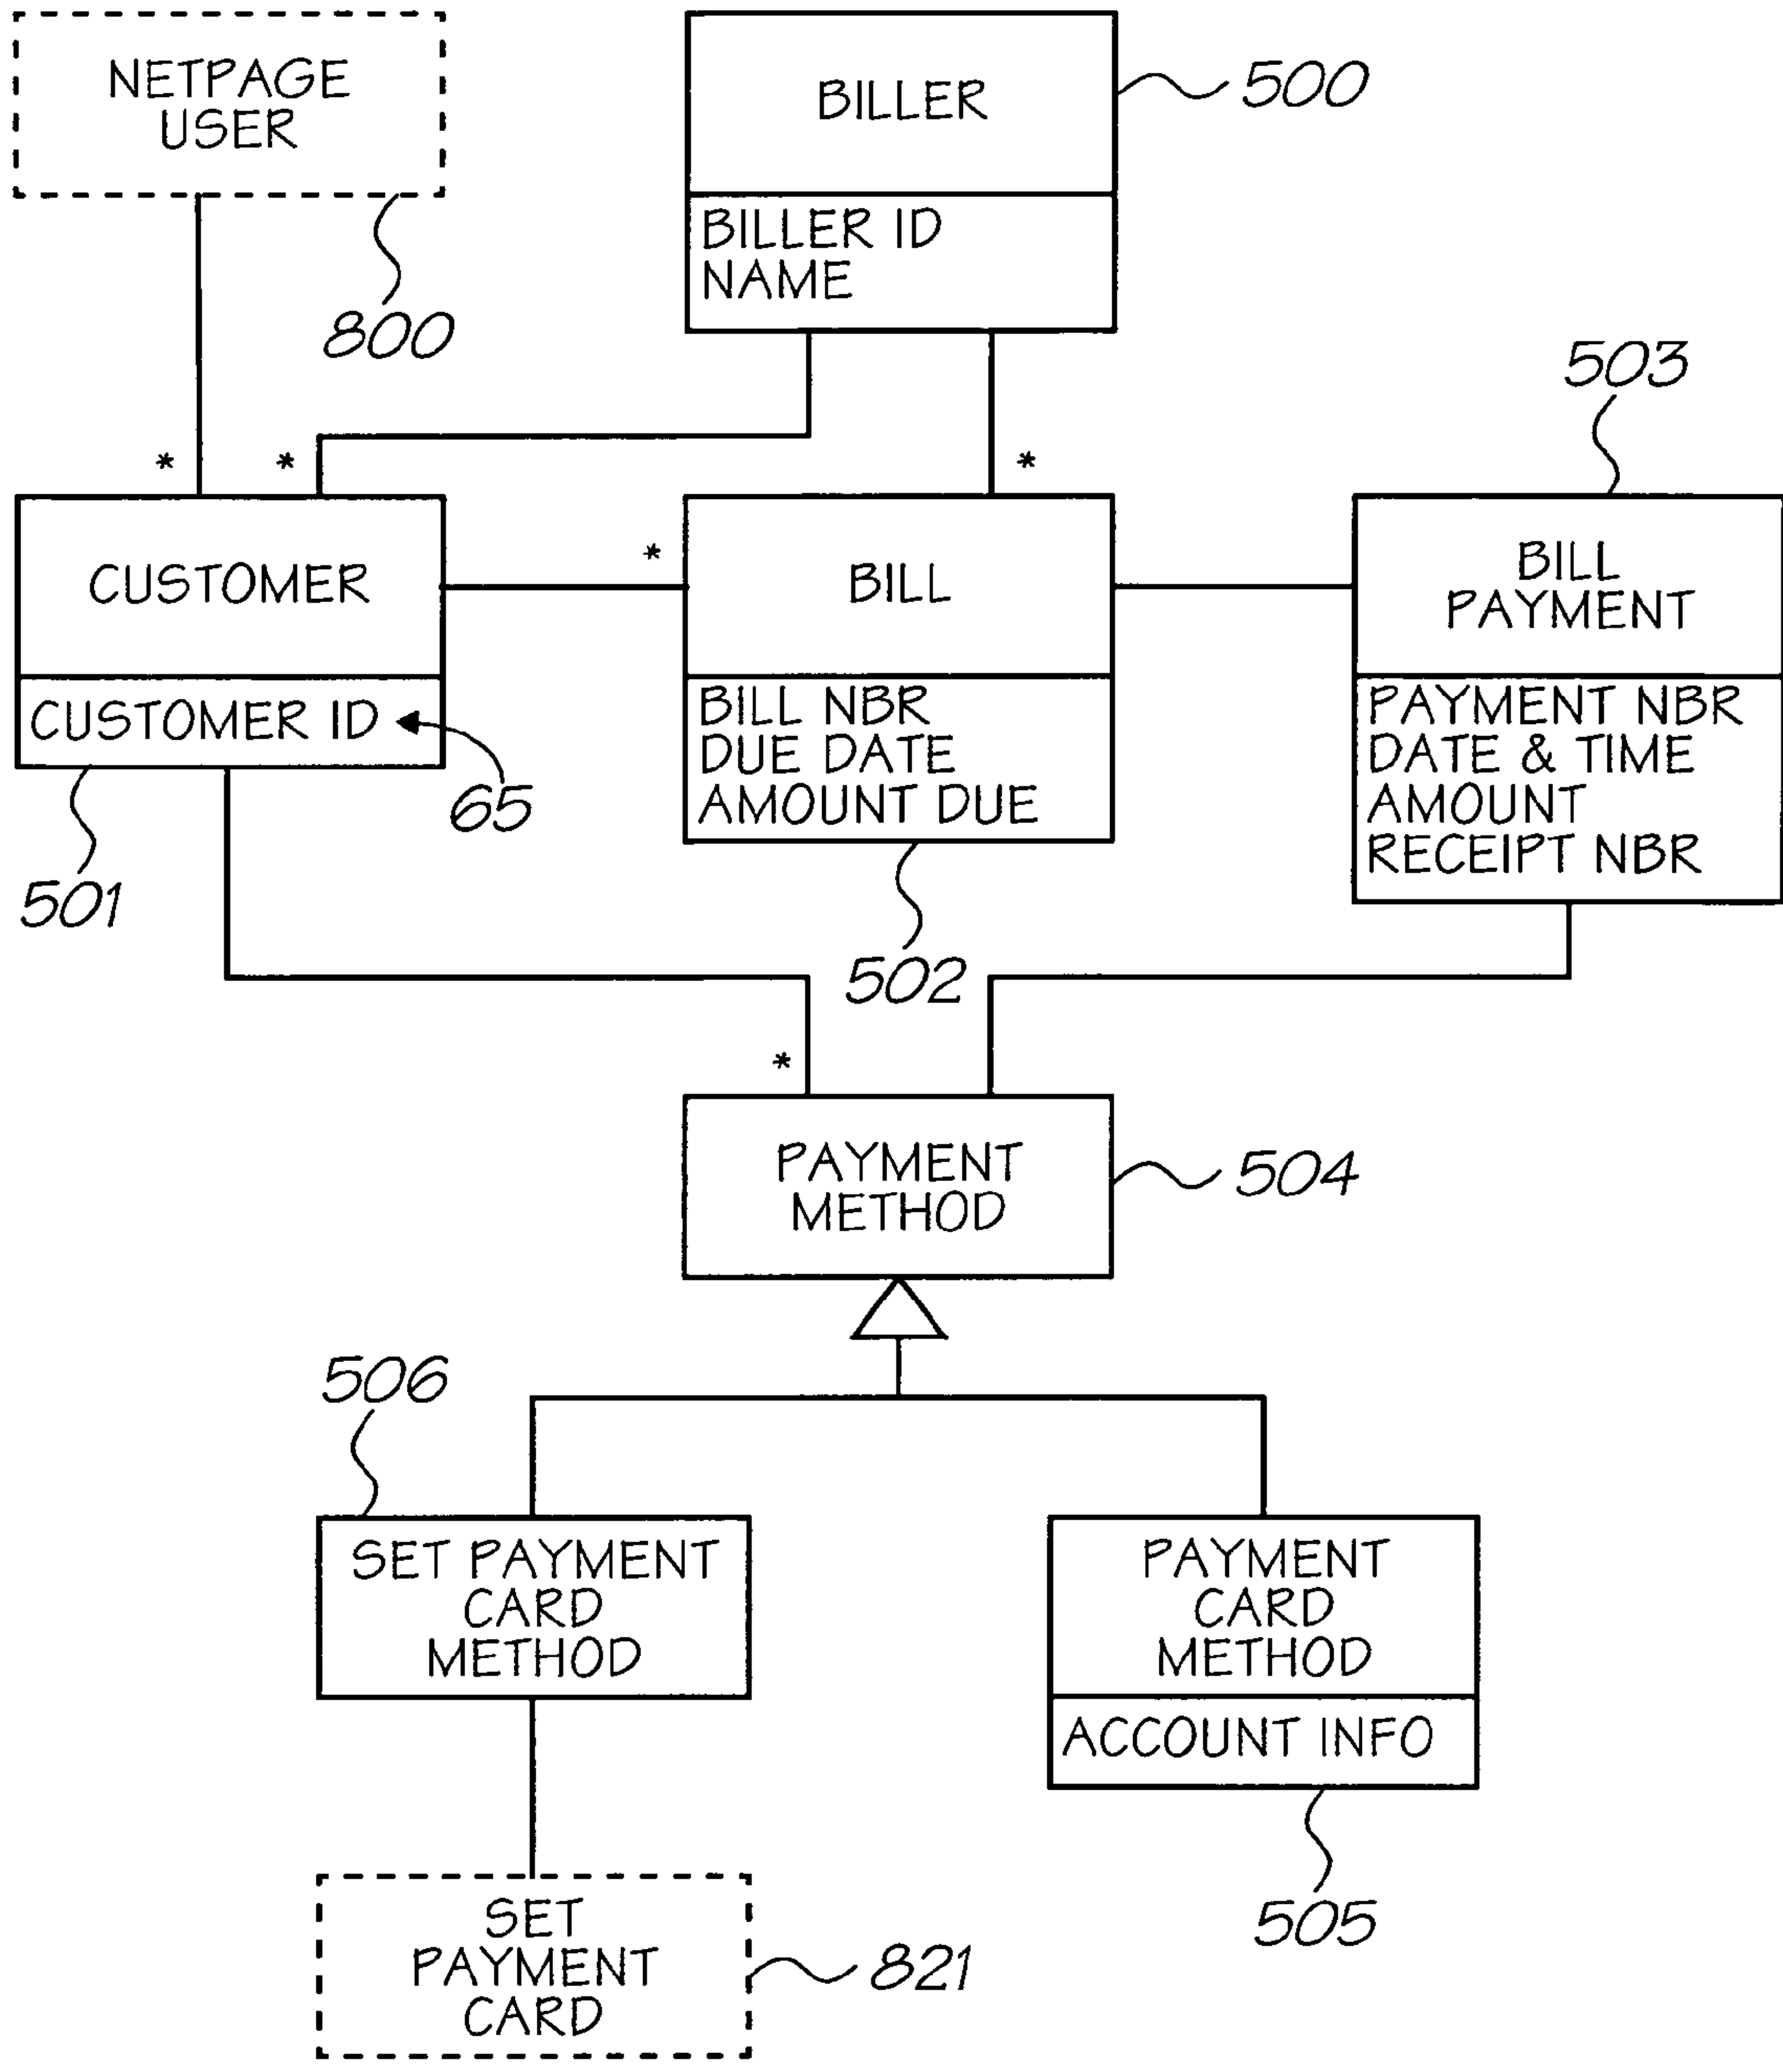 NETPAGE
USER
800
BILLER
BILLER ID
NAME
500
503
*
*
*
CUSTOMER
CUSTOMER ID
65
501
*
BILL
BILL NBR
DUE DATE
AMOUNT DUE
502
BILL
PAYMENT
PAYMENT NBR
DATE & TIME
AMOUNT
RECEIPT NBR
*
PAYMENT
METHOD
504
506
SET PAYMENT
CARD
METHOD
PAYMENT
CARD
METHOD
ACCOUNT INFO
505
SET
PAYMENT
CARD
821